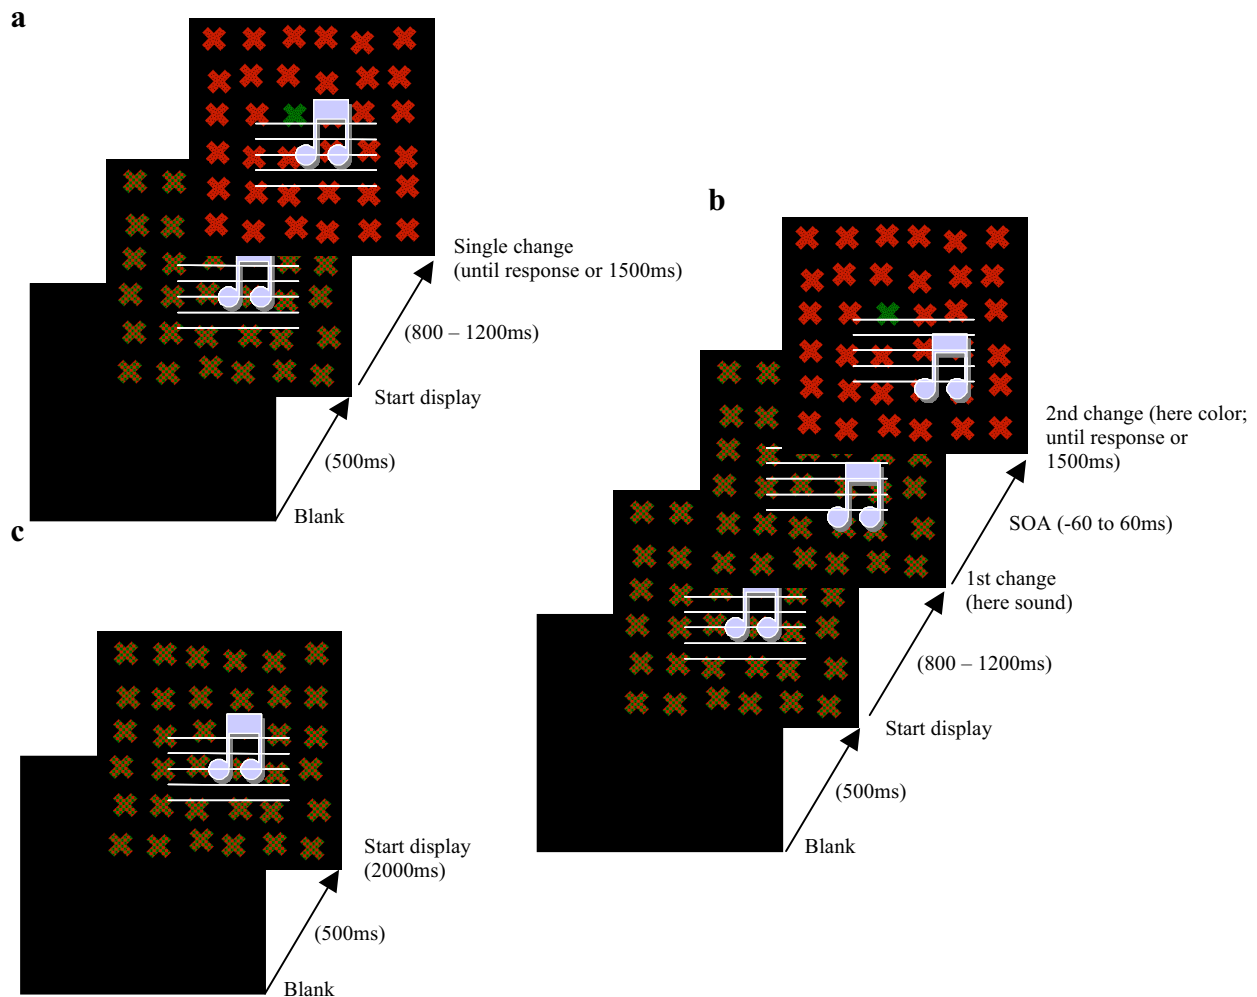 a
Single change
(until response or 1500ms)
(800 – 1200ms)
Start display
(500ms)
Blank
b
2nd change (here color;
until response or
1500ms)
SOA (-60 to 60ms)
1st change
(here sound)
(800 – 1200ms)
Start display
(500ms)
Blank
c
Start display
(2000ms)
(500ms)
Blank